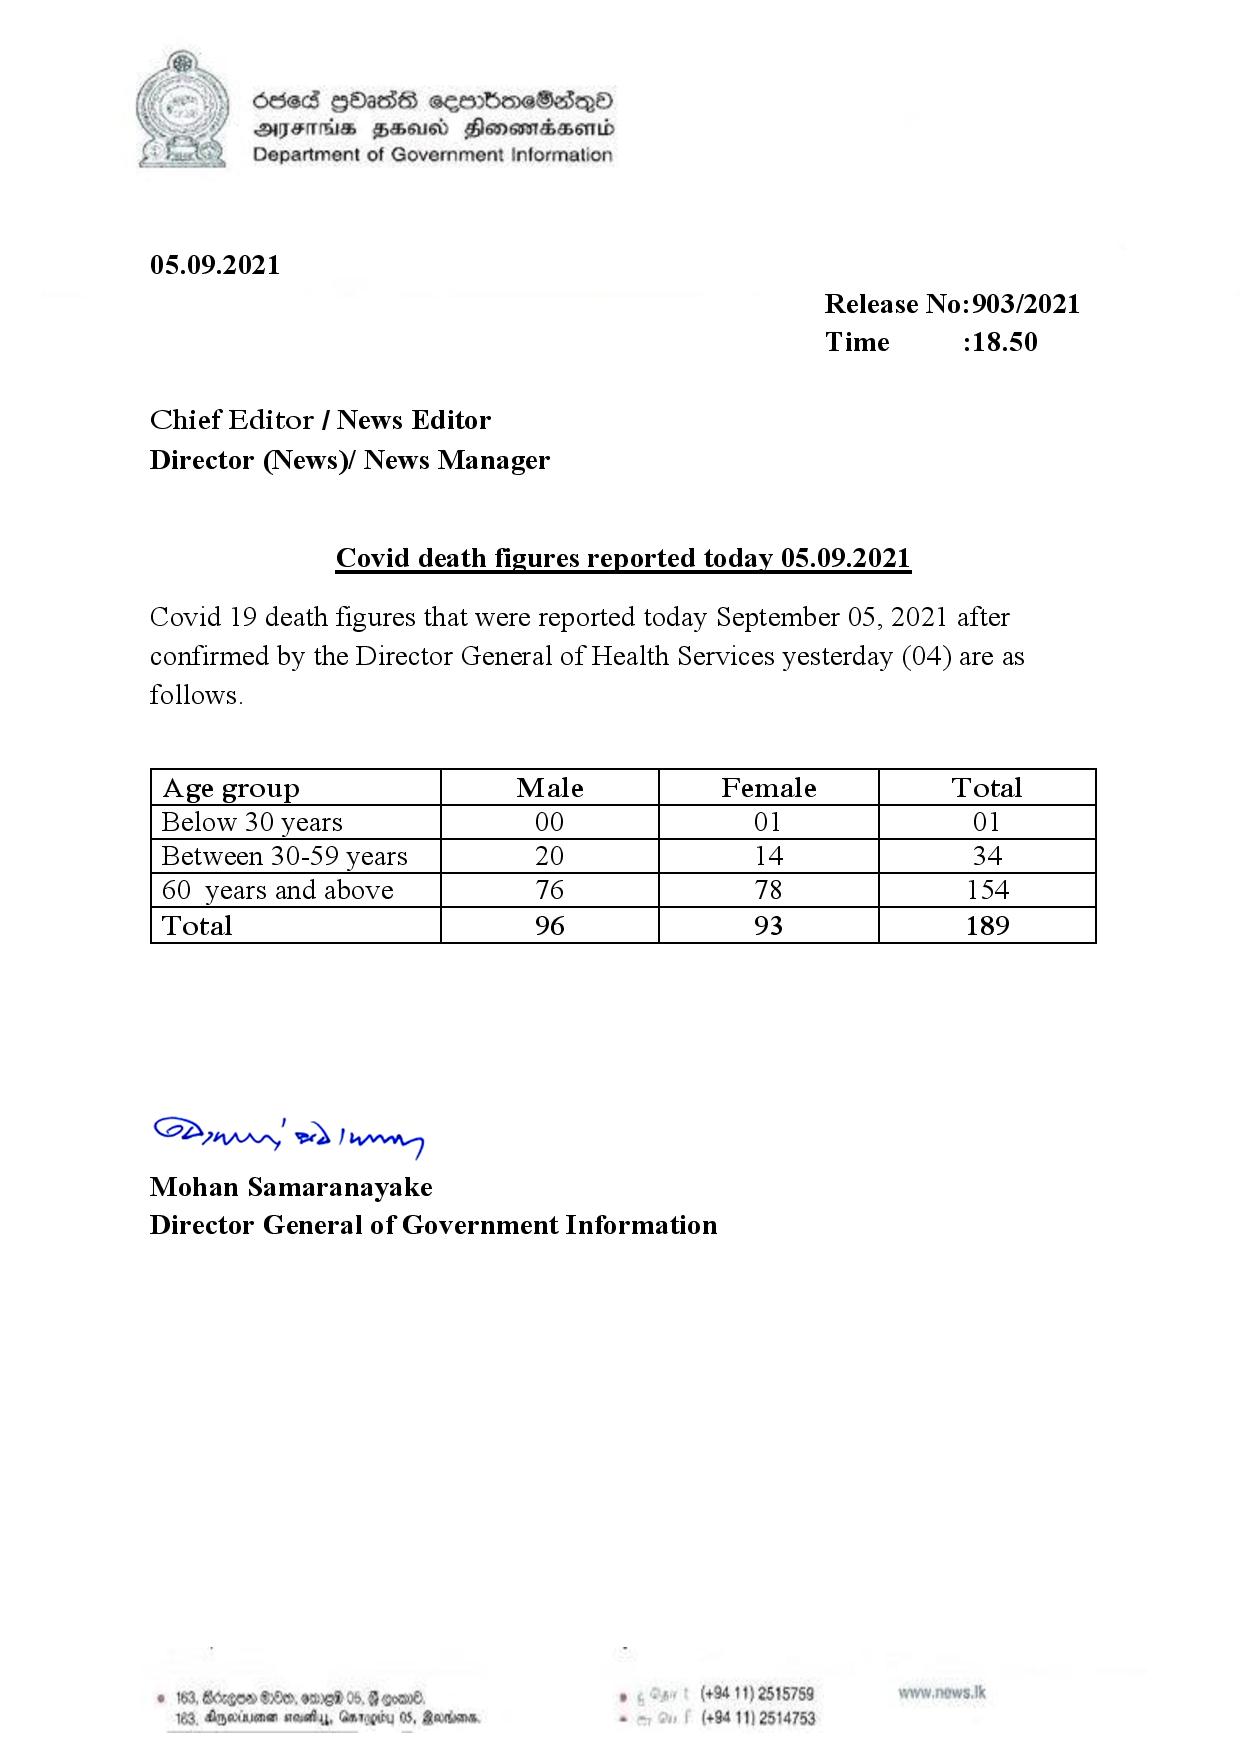 රජයේ ප්‍රවෘත්ති දෙපාර්තමේන්තුව
அரசாங்க தகவல் திணைக்களம்
Department of Government Information
05.09.2021
Release No:903/2021
Time :18.50
Chief Editor / News Editor
Director (News)/ News Manager
Covid death figures reported today 05.09.2021
Covid 19 death figures that were reported today September 05, 2021 after
confirmed by the Director General of Health Services yesterday (04) are as
follows.
Age group Male Female Total
Below 30 years 00 01 01
Between 30-59 years 20 14 34
60 years and above 76 78 154
Total 96 93 189
Mohan Samaranayake
Director General of Government Information
163, කිරුලපන මාවත, කොළඹ 05, ශ්‍රී ලංකාව. (+94 11) 2515759 www.news.lk
163, கிருலப்பனை எவனியூ, கொழும்பு 05, இலங்கை. (+94 11) 2514753